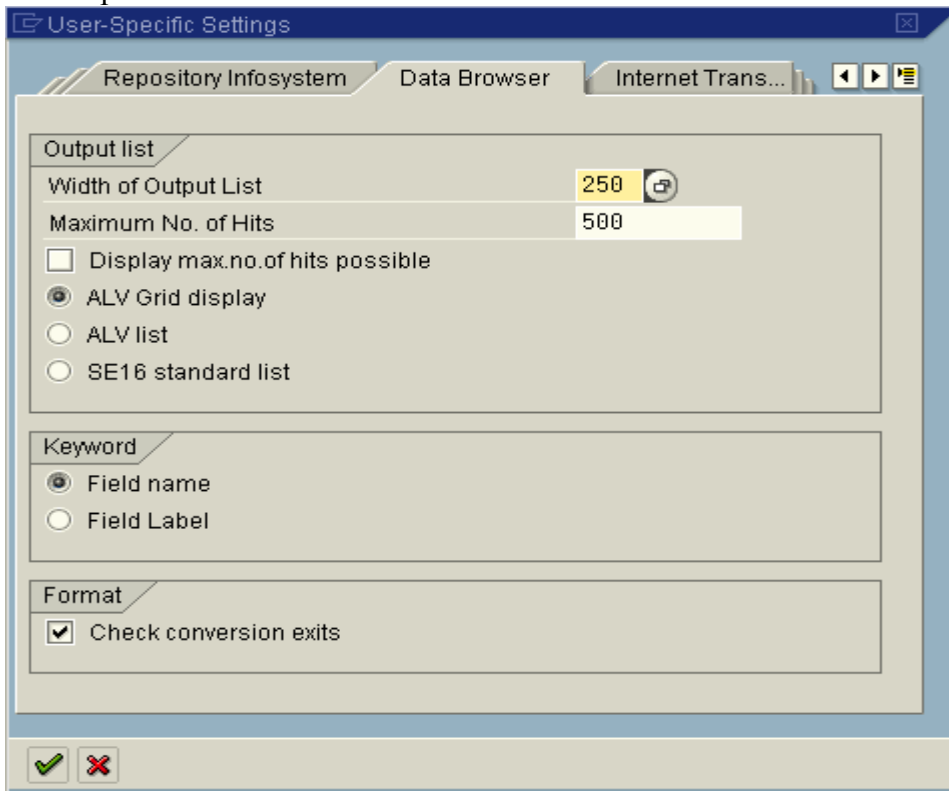 User-Specific Settings
Repository Infosystem Data Browser Internet Trans...
Output list
Width of Output List 250
Maximum No. of Hits 500
Display max.no.of hits possible
ALV Grid display
ALV list
SE16 standard list
Keyword
Field name
Field Label
Format
Check conversion exits